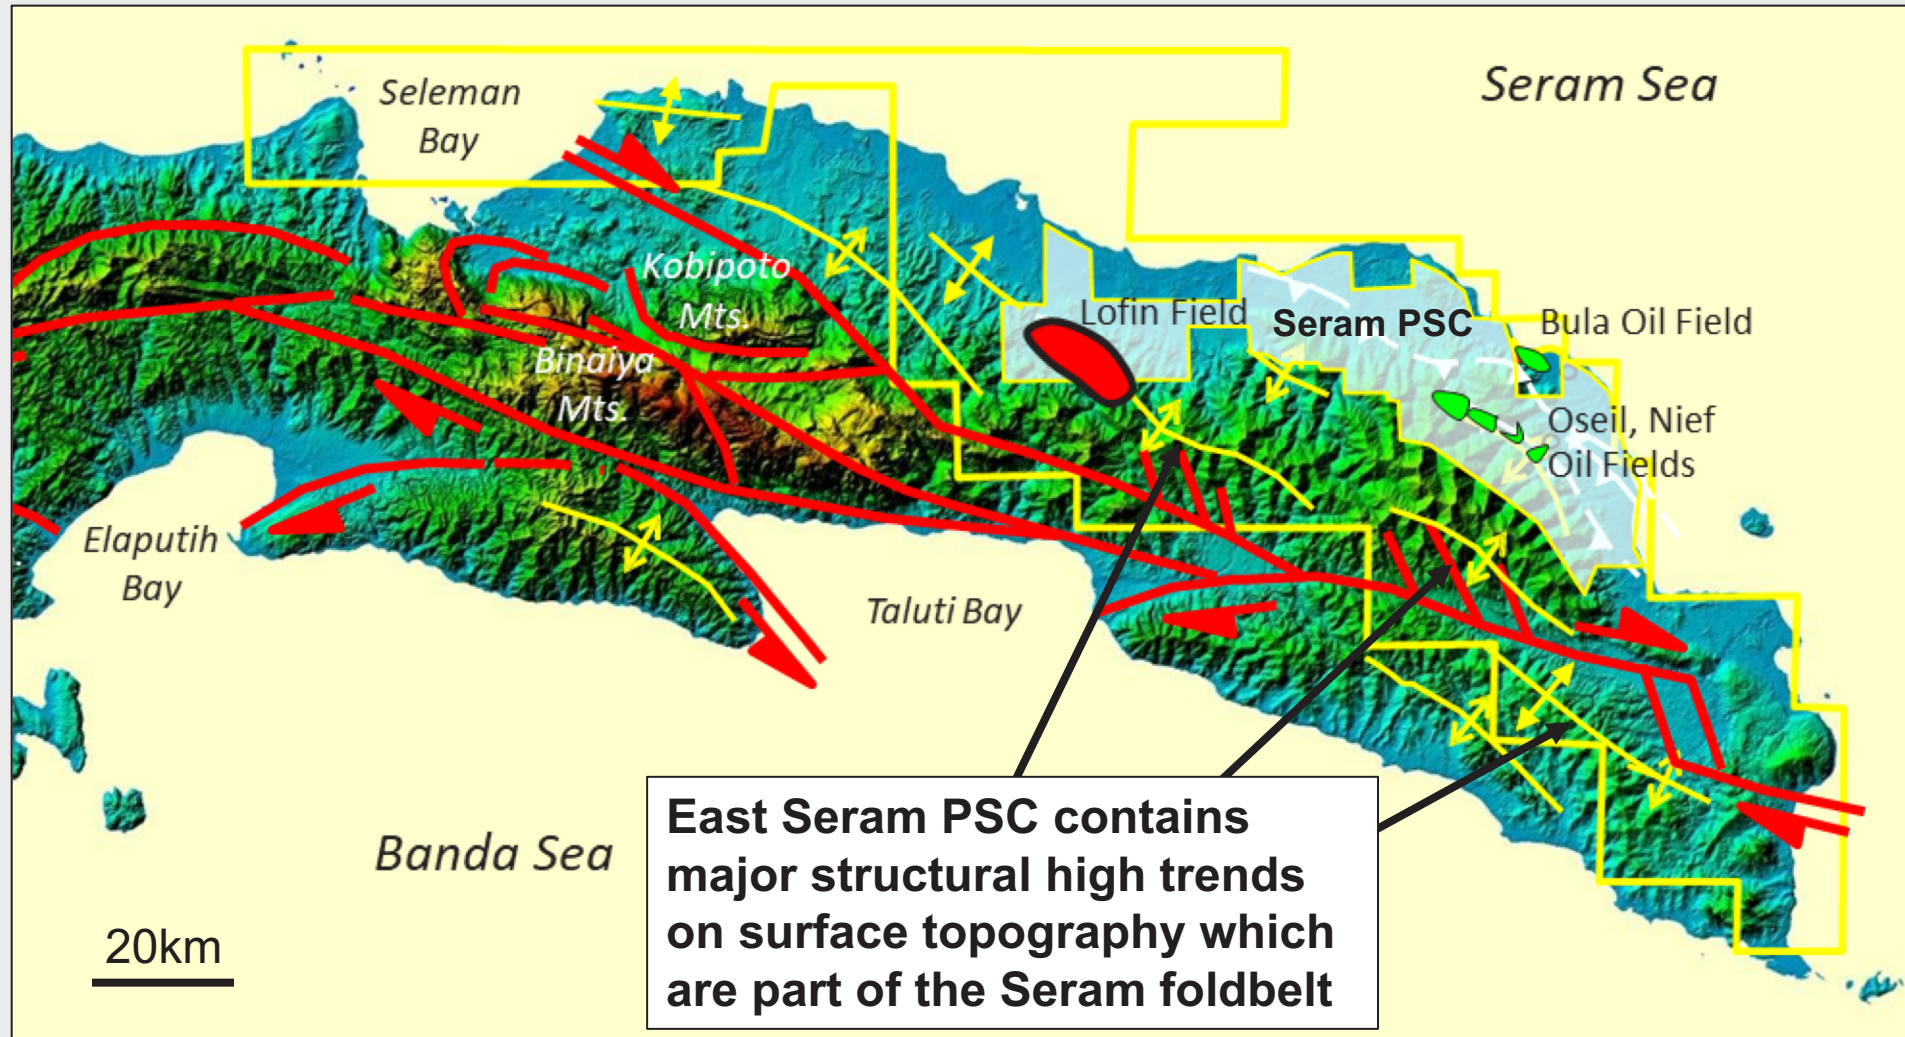 Seram Sea
Seleman
Bay
Kobipoto
Mts.
Lofin Field
Seram PSC
Bula Oil Field
Binaiya
Mts.
Oseil, Nief
Oil Fields
Elaputih
Bay
Taluti Bay
Banda Sea
East Seram PSC contains
major structural high trends
on surface topography which
are part of the Seram foldbelt
20km